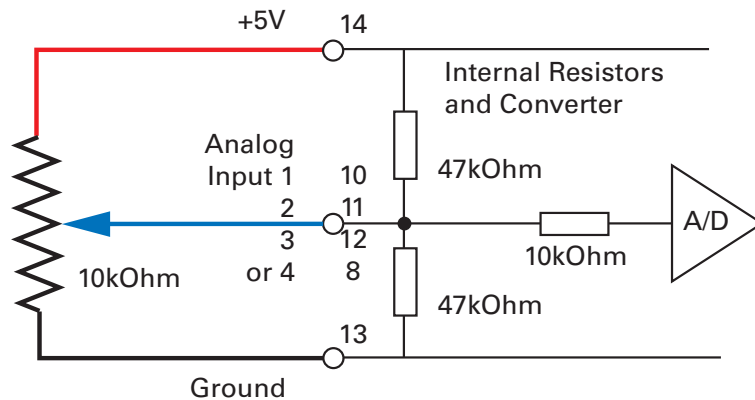 +5V
14
Internal Resistors
and Converter
Analog
Input 1
10
47kOhm
2
11
A/D
3
12
or 4
8
10kOhm
10kOhm
47kOhm
13
Ground